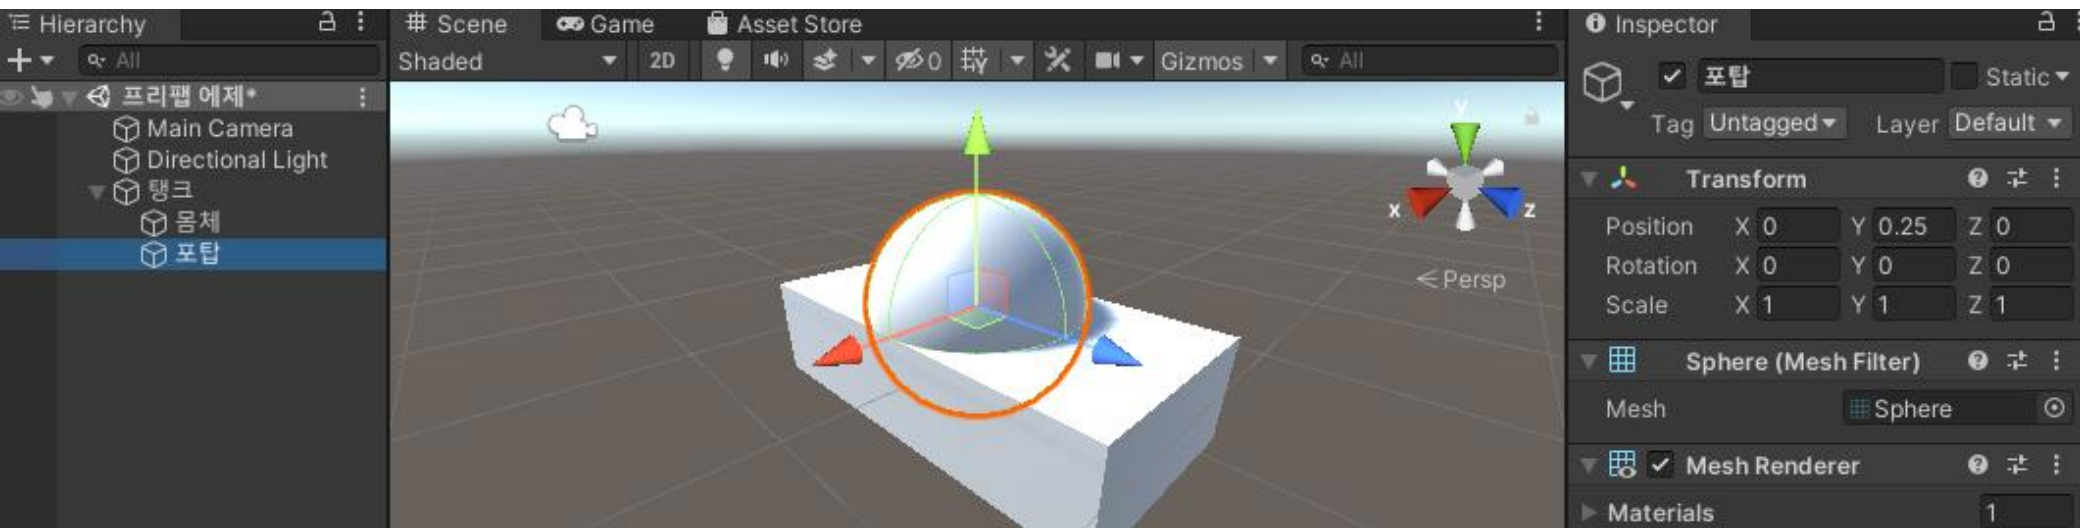 Hierarchy
All
프리팹 에제*
Main Camera
Directional Light
탱크
몸체
포탑
Scene
Game
Asset Store
Shaded
2D
0
Gizmos
All
y
x
z
Persp
Inspector
포탑
Static
Tag Untagged Layer Default
Transform
Position X 0 Y 0.25 Z 0
Rotation X 0 Y 0 Z 0
Scale X 1 Y 1 Z 1
Sphere (Mesh Filter)
Mesh Sphere
Mesh Renderer
Materials 1